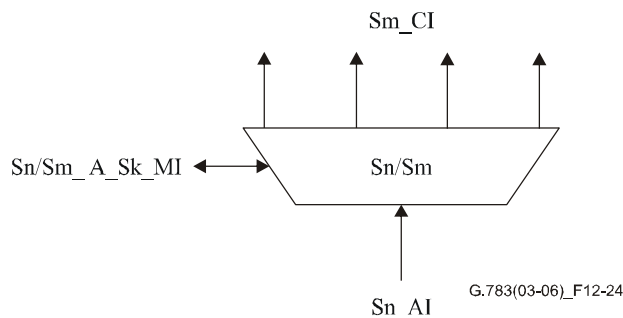 Sm_CI
Sn/Sm_A_Sk_MI
Sn/Sm
G.783(03-06)_F12-24
Sn_AI